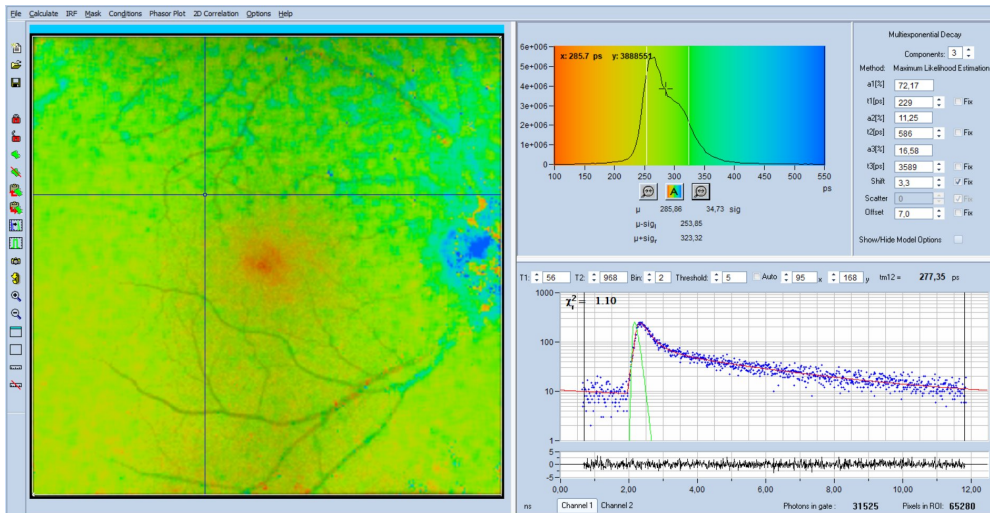 File Calculate IRF Mask Conditions Phasor Plot 2D Correlation Options Help
x: 285.7 ps y: 3888551
6e+006
5e+006
4e+006
3e+006
2e+006
1e+006
0
100 150 200 250 300 350 400 450 500 550
ps
A
μ 285,86 34,73 sig
μ-sigl 253,85
μ+sigr 323,32
Multiexponential Decay
Components: 3
Method: Maximum Likelihood Estimation
a1[%] 72,17
t1[ps] 229 Fix
a2[%] 11,25
t2[ps] 586 Fix
a3[%] 16,58
t3[ps] 3589 Fix
Shift 3,3 Fix
Scatter 0 Fix
Offset 7,0 Fix
Show/Hide Model Options
T1: 56 T2: 968 Bin: 2 Threshold: 5 Auto 95 x 168 y tm12 = 277,35 ps
χr2 = 1.10
1000
100
10
1
5
0
-5
0,00 2,00 4,00 6,00 8,00 10,00 12,00
ns Channel 1 Channel 2 Photons in gate : 31525 Pixels in ROI: 65280